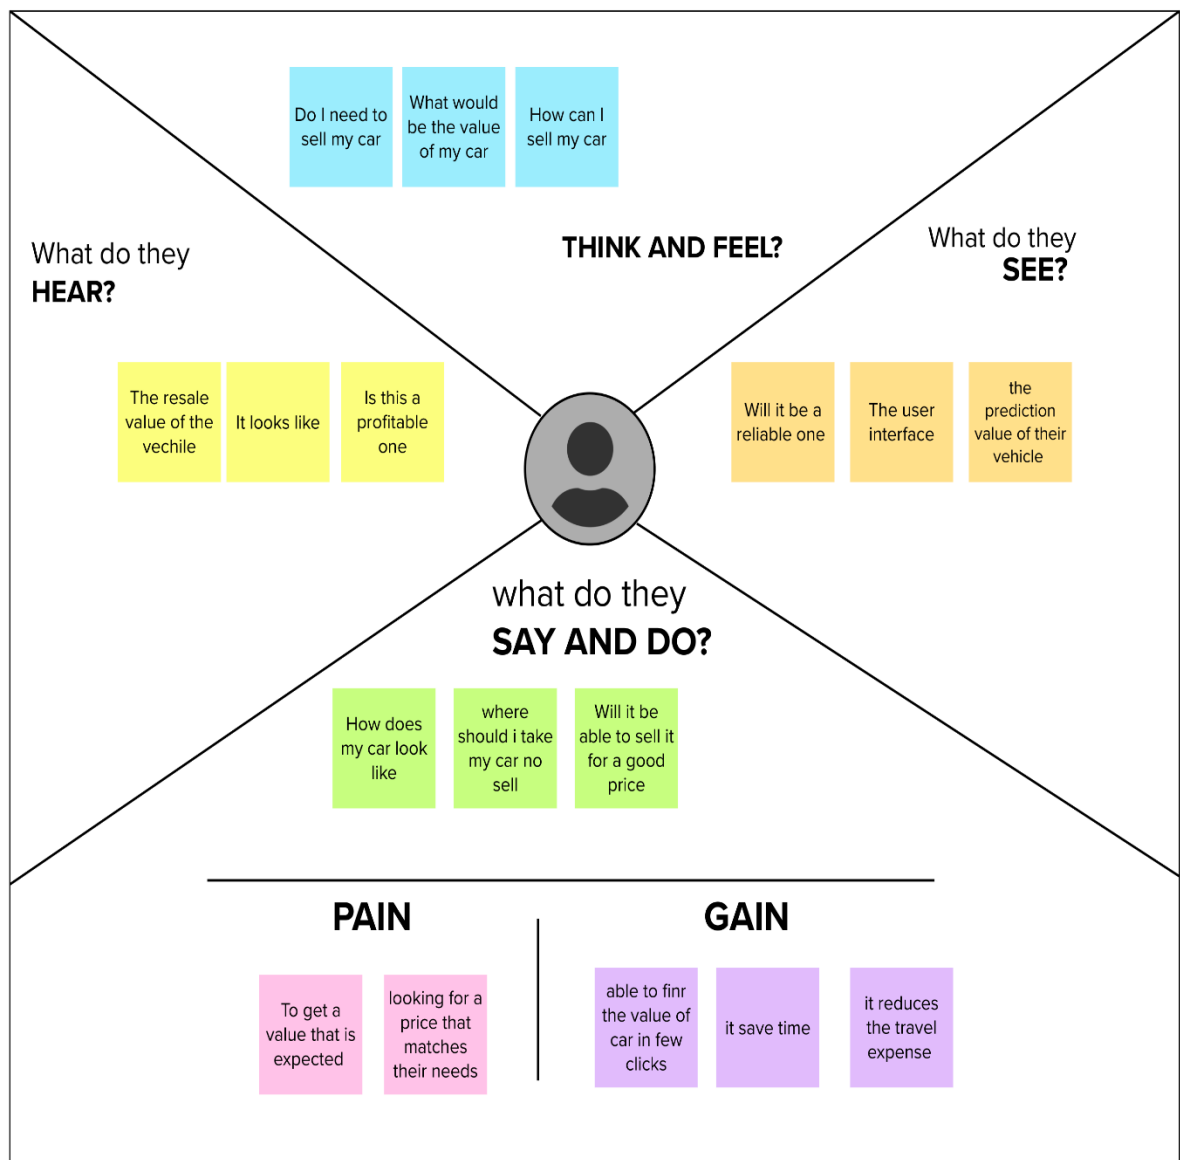 Do I need to
sell my car
What would
be the value
of my car
How can I
sell my car
THINK AND FEEL?
What do they
HEAR?
What do they
SEE?
The resale
value of the
vechile
It looks like
Is this a
profitable
one
Will it be a
reliable one
The user
interface
the
prediction
value of their
vehicle
what do they
SAY AND DO?
How does
my car look
like
where
should i take
my car no
sell
Will it be
able to sell it
for a good
price
PAIN
GAIN
To get a
value that is
expected
looking for a
price that
matches
their needs
able to finr
the value of
car in few
clicks
it save time
it reduces
the travel
expense